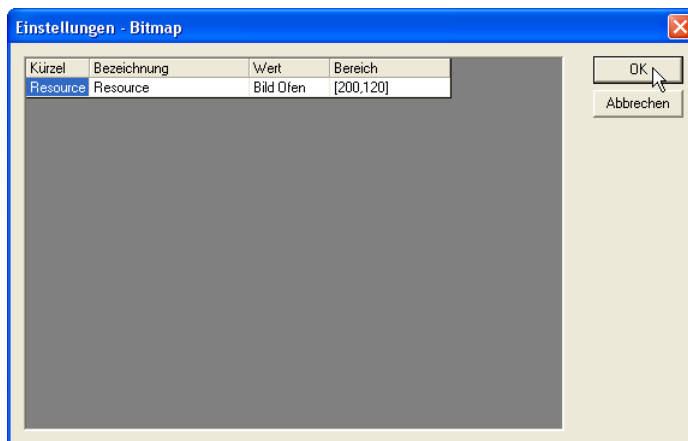 Einstellungen - Bitmap
Kürzel Bezeichnung Wert Bereich
Resource Resource Bild Ofen [200,120]
OK
Abbrechen